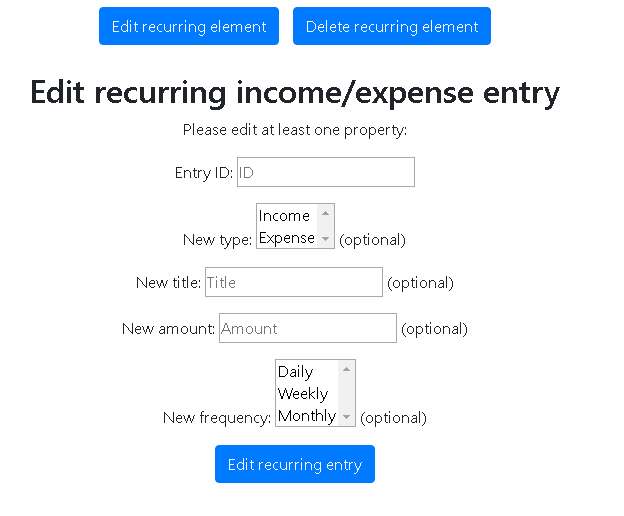 Edit recurring element Delete recurring element
Edit recurring income/expense entry
Please edit at least one property:
Entry ID: ID
Income
New type: Expense (optional)
New title: Title (optional)
New amount: Amount (optional)
Daily
Weekly
New frequency: Monthly (optional)
Edit recurring entry